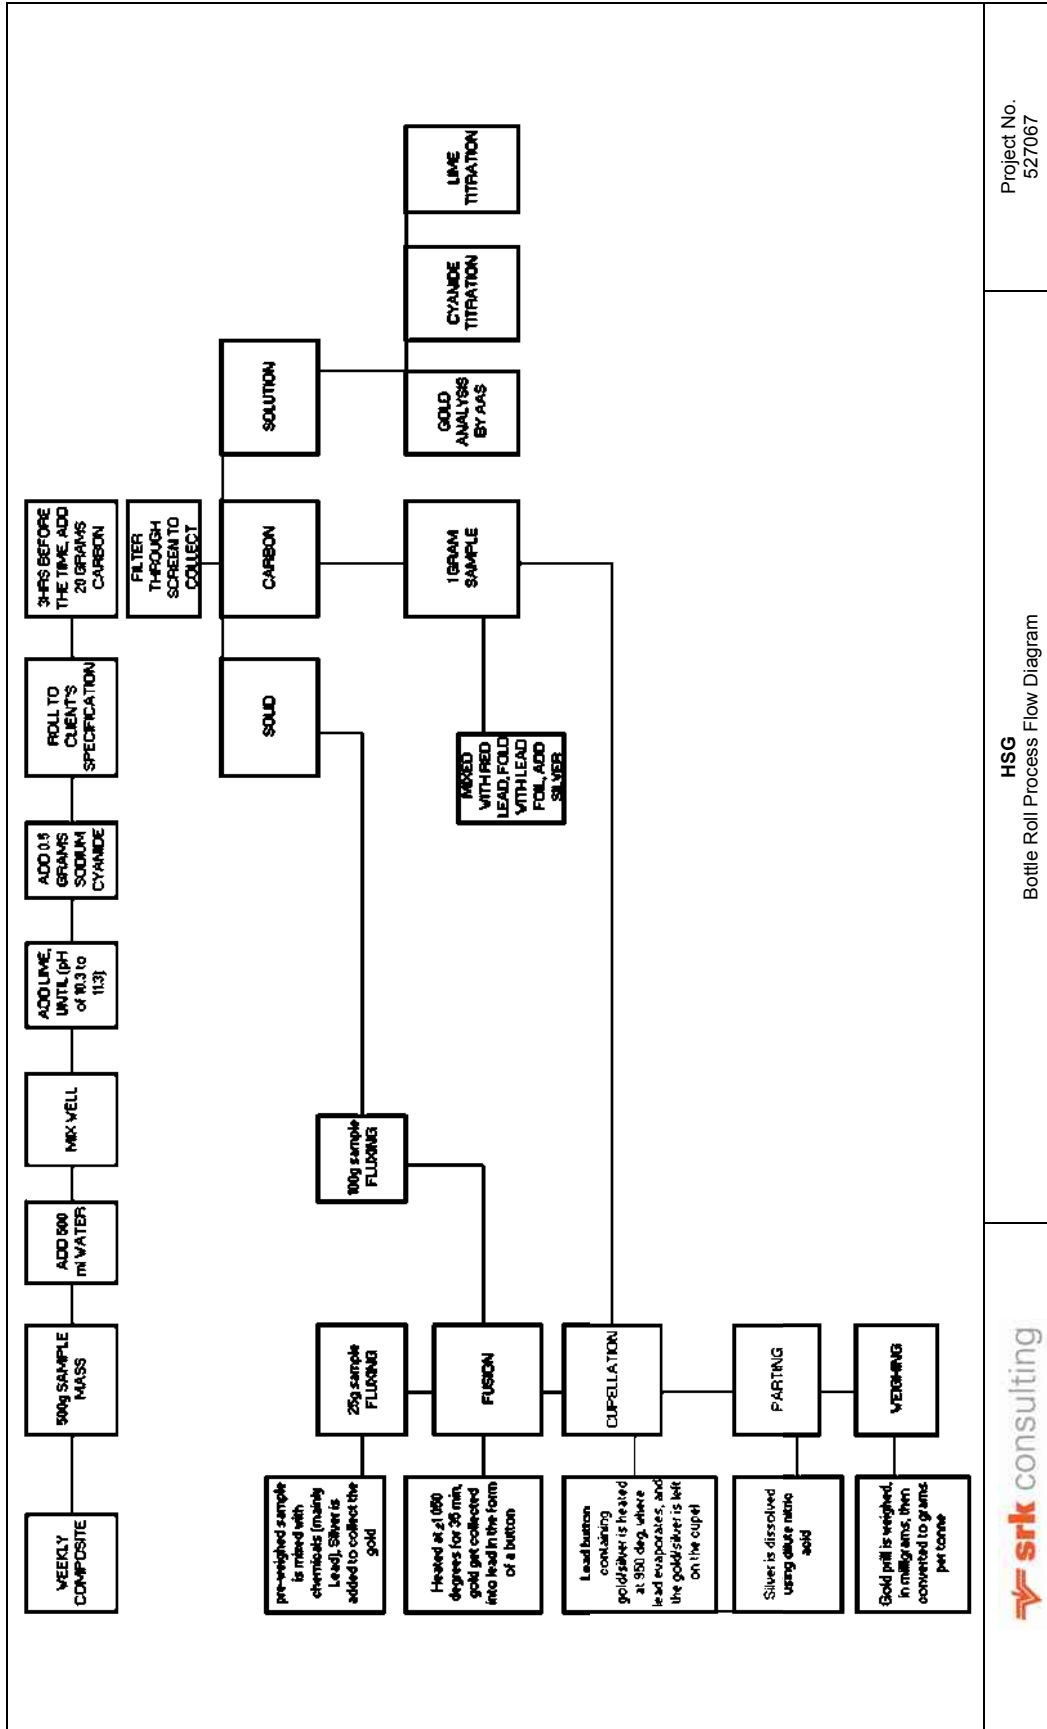 WEEKLY
COMPOSITE
500g SAMPLE
MASS
ADD 500
ml WATER
MIX WELL
ADD LIME,
UNTIL (pH
of 10.3 to
11.3)
ADD 0.5
GRAMS
SODIUM
CYANIDE
ROLL TO
CLIENT'S
SPECIFICATION
3HRS BEFORE
THE TIME, ADD
20 GRAMS
CARBON
FILTER
THROUGH
SCREEN TO
COLLECT
SOLID
CARBON
SOLUTION
1 GRAM
SAMPLE
GOLD
ANALYSIS
BY AAS
CYANIDE
TITRATION
LIME
TITRATION
MIXED
WITH RED
LEAD, FOLD
WITH LEAD
FOIL, ADD
SILVER
100g sample
FLUXING
pre-weighed sample
is mixed with
chemicals (mainly
Lead), Silver is
added to collect the
gold
25g sample
FLUXING
Heated at ±1050
degrees for 35 min,
gold get collected
into lead in the form
of a button
FUSION
Lead button
containing
gold/silver is heated
at 950 deg, where
lead evaporates, and
the gold/silver is left
on the cupel
CUPELLATION
Silver is dissolved
using dilute nitric
acid
PARTING
Gold prill is weighed,
in milligrams, then
converted to grams
per tonne
WEIGHING
srk consulting
HSG
Bottle Roll Process Flow Diagram
Project No.
527067